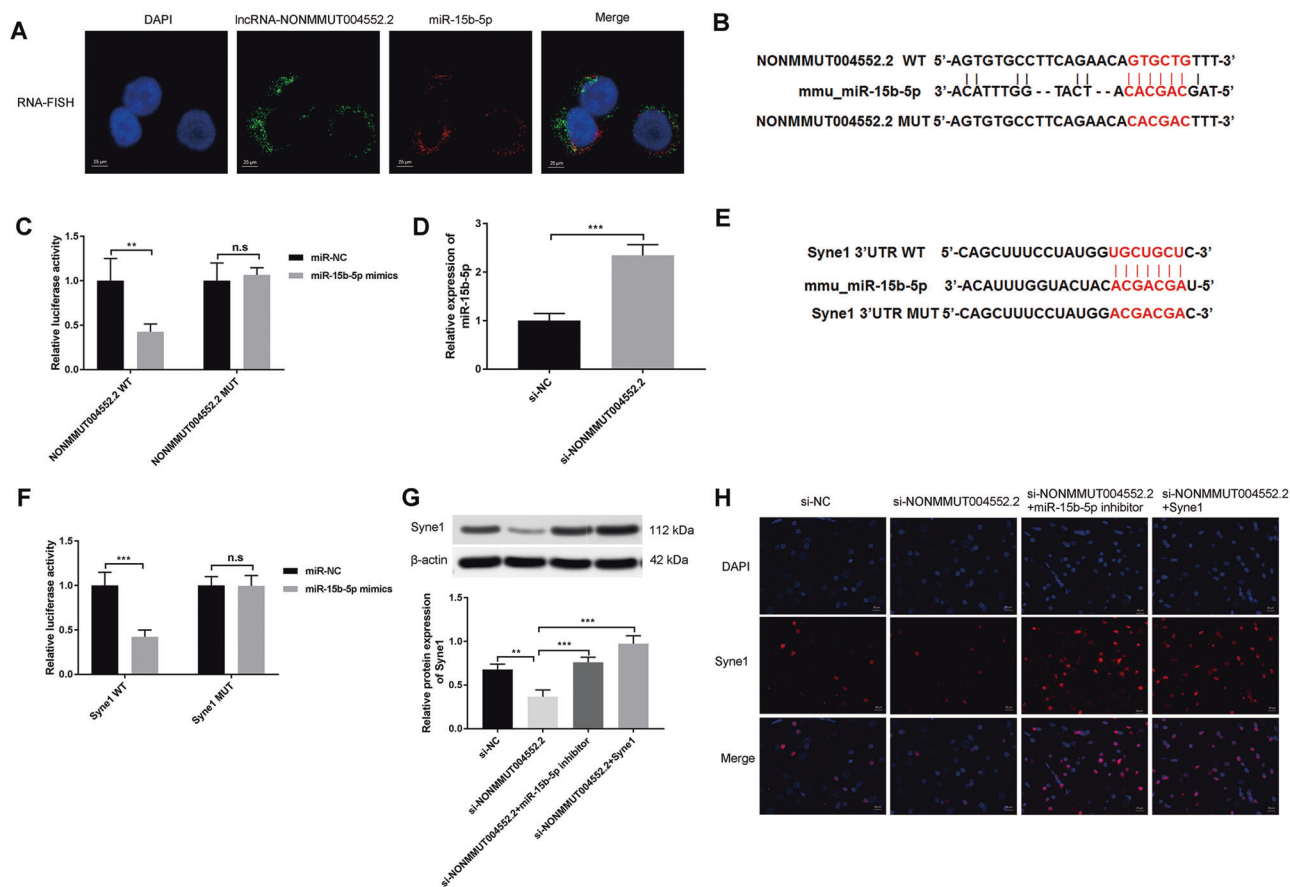 A
DAPI
lncRNA-NONMMUT004552.2
miR-15b-5p
Merge
RNA-FISH
25 µm
25 µm
25 µm
25 µm
B
NONMMUT004552.2 WT 5’-AGTGTGCCTTCAGAACAGTGCTGTTT-3’
mmu_miR-15b-5p 3’-ACATTTGG--TACT--ACACGACGAT-5’
NONMMUT004552.2 MUT 5’-AGTGTGCCTTCAGAACACACGACTTT-3’
C
Relative luciferase activity
1.5
1.0
0.5
0.0
**
n.s
miR-NC
miR-15b-5p mimics
NONMMUT004552.2 WT
NONMMUT004552.2 MUT
D
Relative expression of
miR-15b-5p
3
2
1
0
***
si-NC
si-NONMMUT004552.2
E
Syne1 3’UTR WT 5’-CAGCUUUCCUAUGGUGCUGCUC-3’
mmu_miR-15b-5p 3’-ACAUUUGGUACUACACGACGAU-5’
Syne1 3’UTR MUT 5’-CAGCUUUCCUAUGGACGACGAC-3’
F
Relative luciferase activity
1.5
1.0
0.5
0.0
***
n.s
miR-NC
miR-15b-5p mimics
Syne1 WT
Syne1 MUT
G
Syne1
112 kDa
β-actin
42 kDa
Relative protein expression
of Syne1
1.5
1.0
0.5
0.0
**
***
***
si-NC
si-NONMMUT004552.2
si-NONMMUT004552.2+miR-15b-5p inhibitor
si-NONMMUT004552.2+Syne1
H
si-NC
si-NONMMUT004552.2
si-NONMMUT004552.2
+miR-15b-5p inhibitor
si-NONMMUT004552.2
+Syne1
DAPI
Syne1
Merge